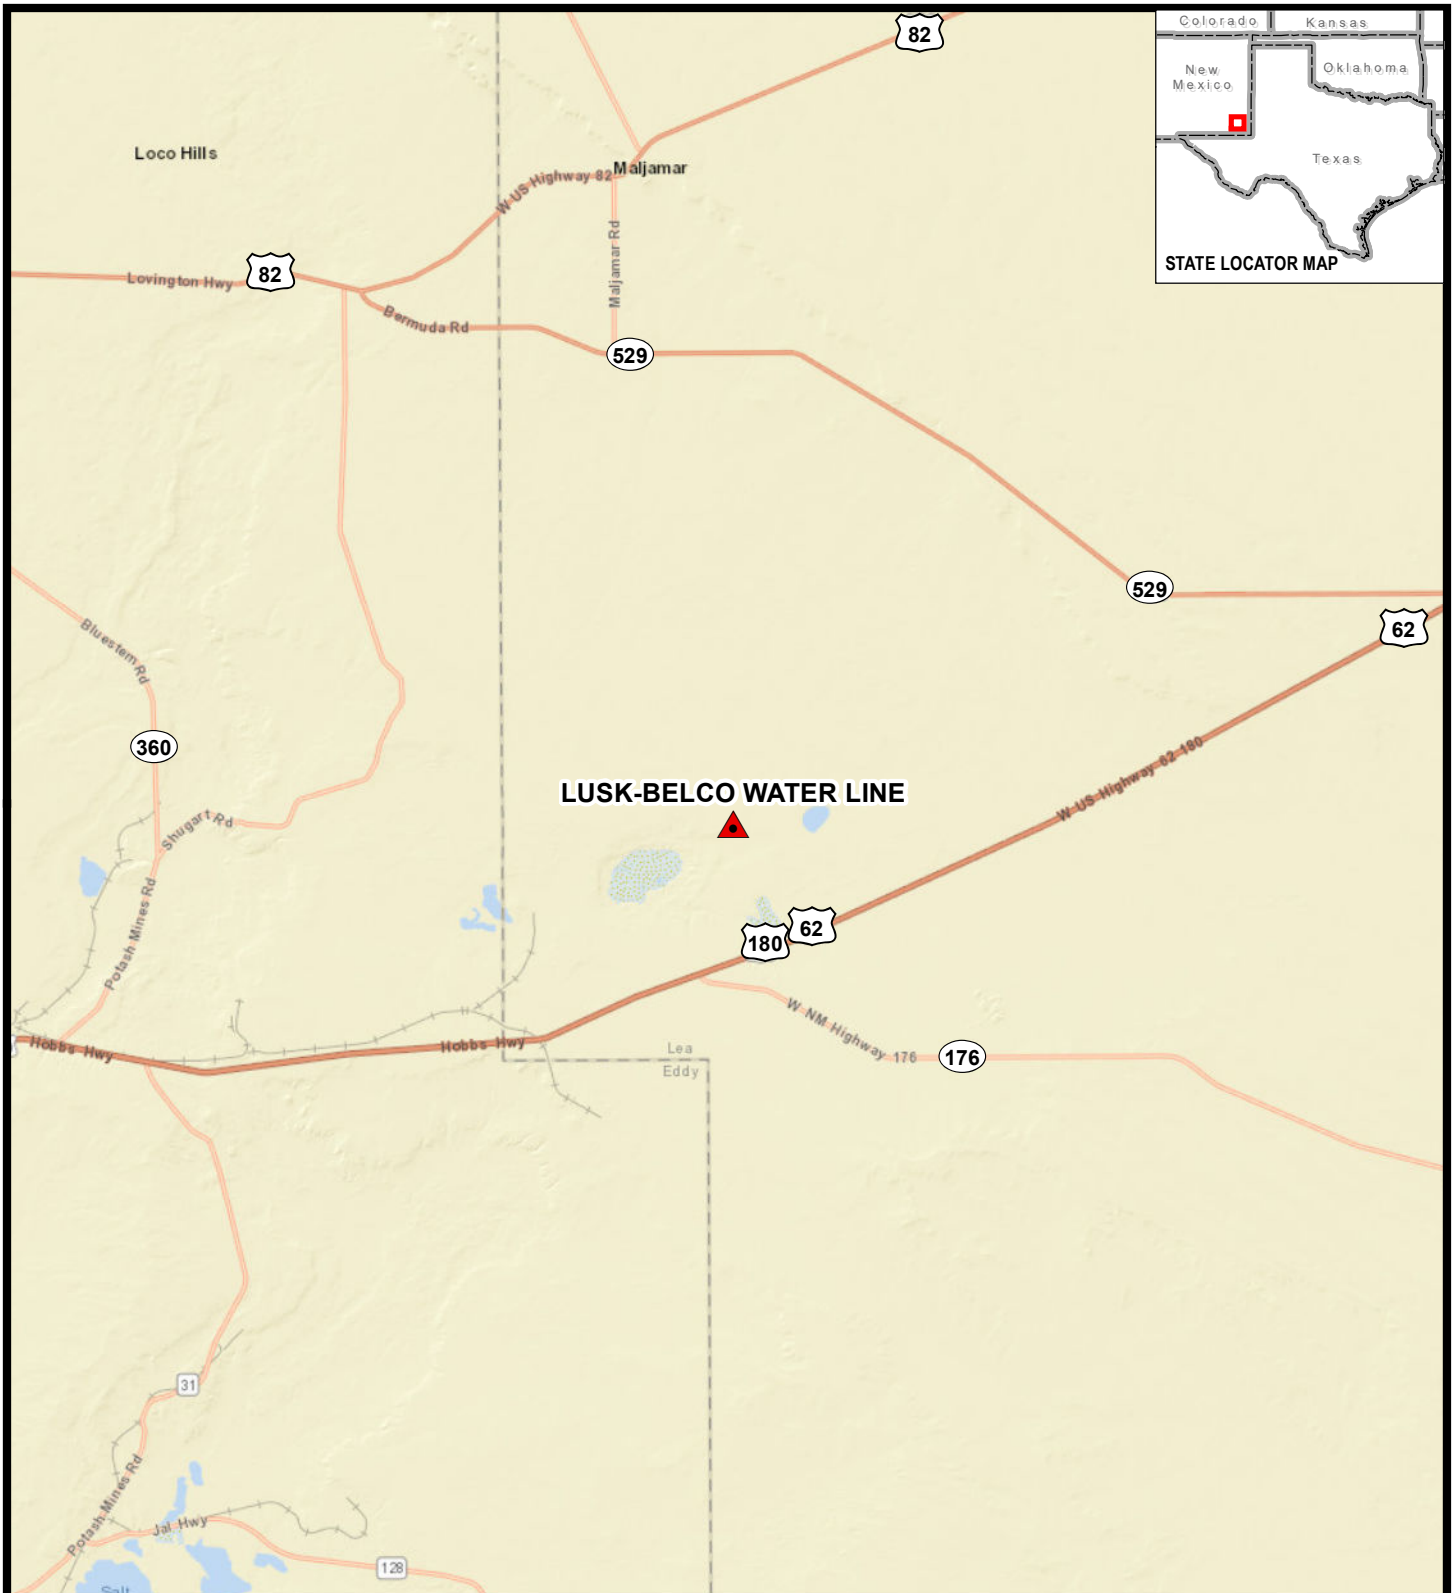 82
Colorado
Kansas
New
Mexico
Oklahoma
Texas
STATE LOCATOR MAP
Loco Hills
Maljamar
W US Highway 82
Maljamar Rd
Lovington Hwy
82
Bermuda Rd
529
529
62
Bluestem Rd
360
W US Highway 62 180
LUSK-BELCO WATER LINE
Shugart Rd
Potash Mines Rd
62
180
W NM Highway 176
176
Hobbs Hwy
Hobbs Hwy
Lea
Eddy
31
Potash Mines Rd
Jal Hwy
128
Salt